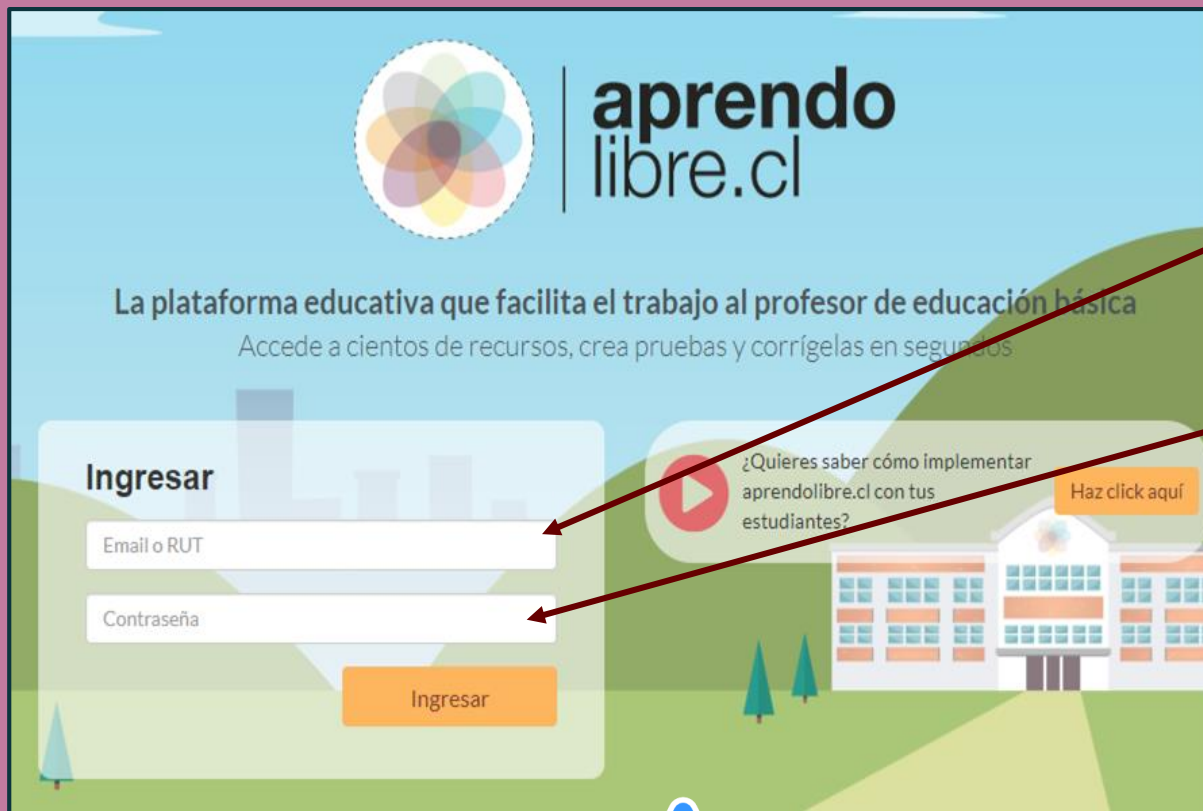 aprendo
libre.cl
La plataforma educativa que facilita el trabajo al profesor de educación básica
Accede a cientos de recursos, crea pruebas y corrígelas en segundos
Ingresar
Email o RUT
Contraseña
Ingresar
¿Quieres saber cómo implementar
aprendolibre.cl con tus
estudiantes?
Haz click aquí